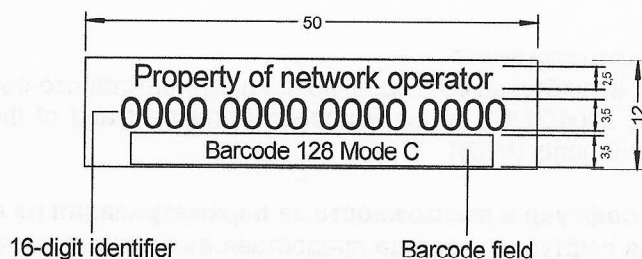 50
Property of network operator
2,5
0000 0000 0000 0000
3,5
12
Barcode 128 Mode C
3,5
16-digit identifier
Barcode field